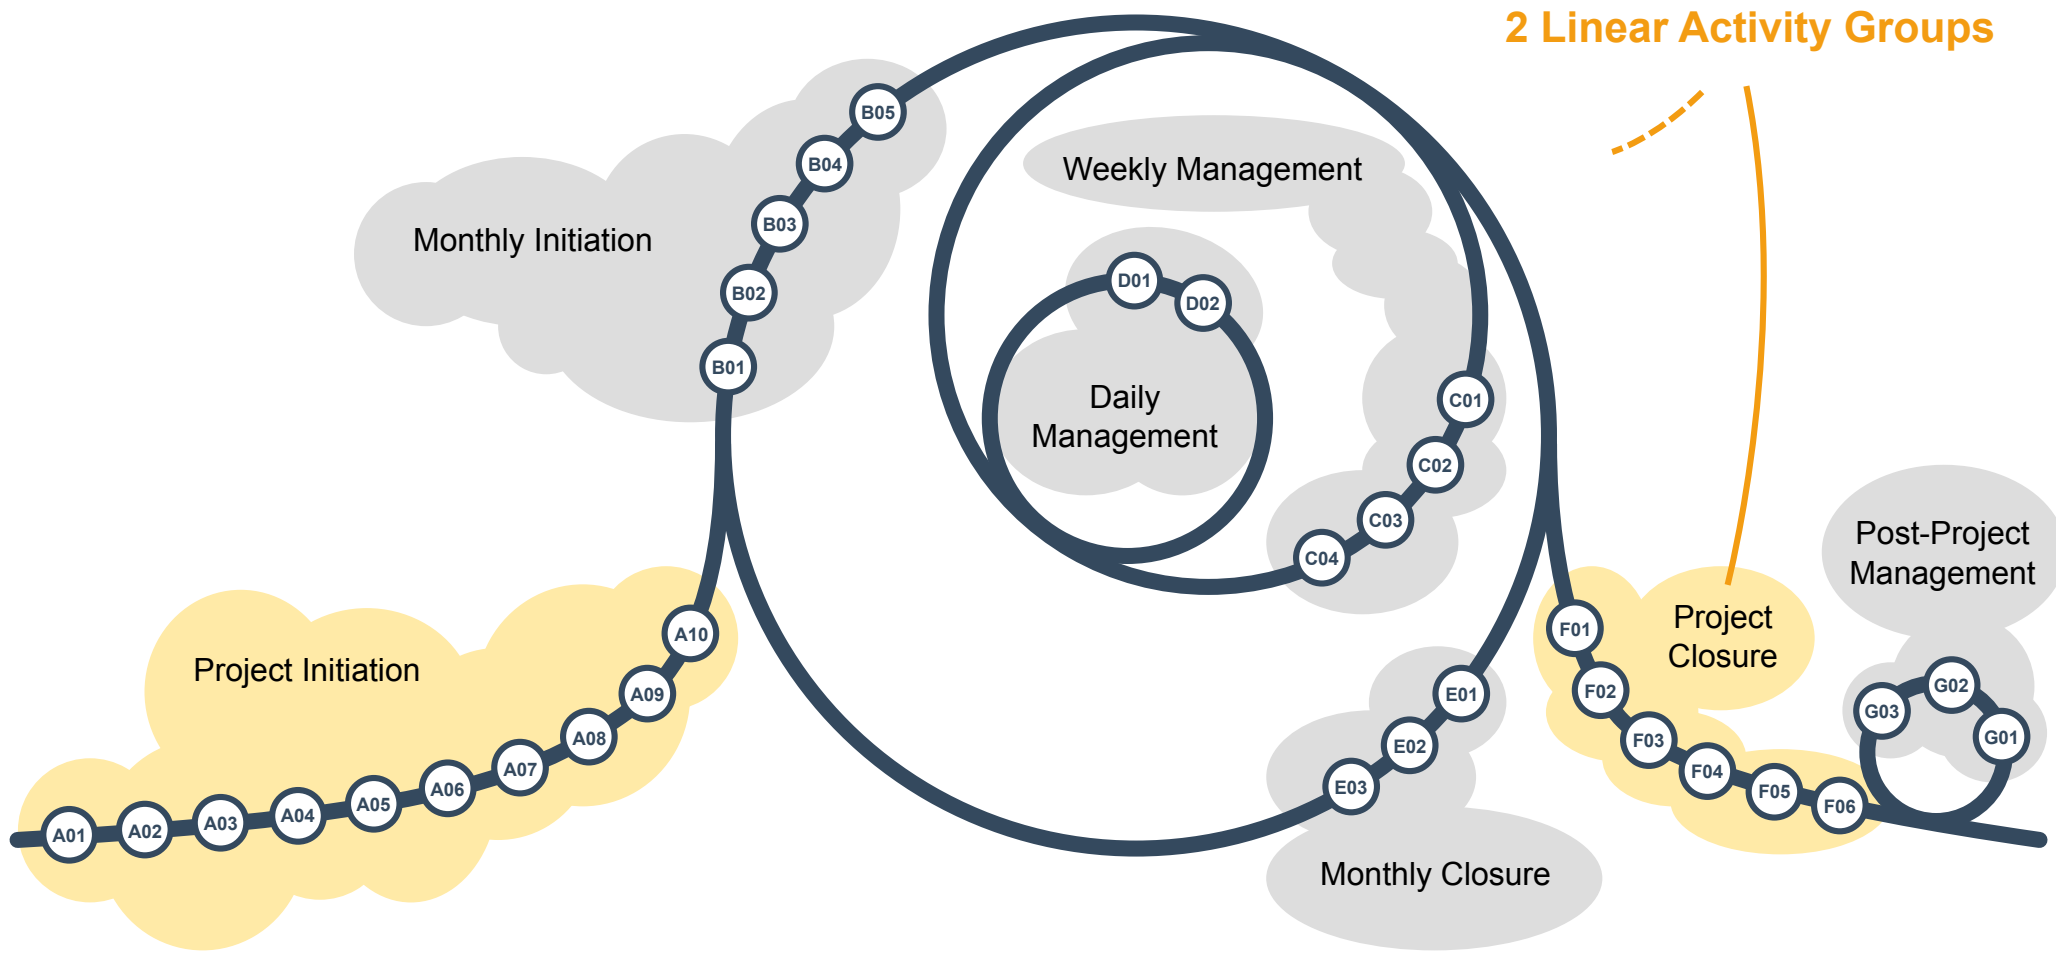 2 Linear Activity Groups
Monthly Initiation
B05
B04
B03
B02
B01
Weekly Management
D01
D02
Daily
Management
C01
C02
C03
C04
Project Initiation
A01
A02
A03
A04
A05
A06
A07
A08
A09
A10
E01
E02
E03
Monthly Closure
Project
Closure
F01
F02
F03
F04
F05
F06
Post-Project
Management
G03
G02
G01